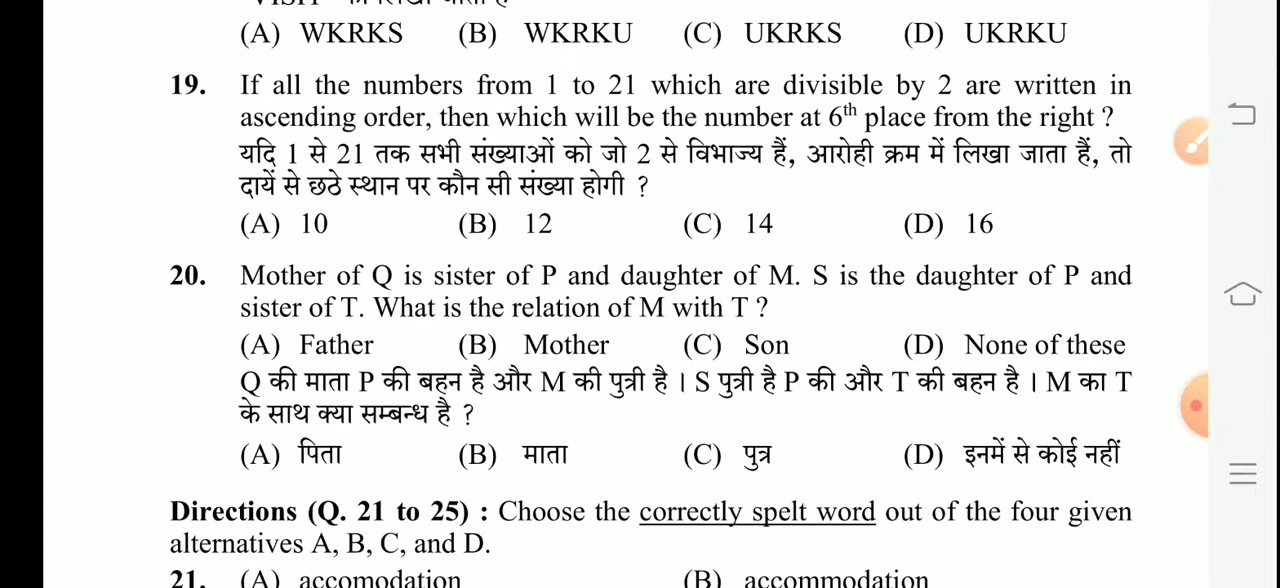 (A) WKRKS (B) WKRKU (C) UKRKS (D) UKRKU
19. If all the numbers from 1 to 21 which are divisible by 2 are written in
ascending order, then which will be the number at 6th place from the right ?
यदि 1 से 21 तक सभी संख्याओं को जो 2 से विभाज्य हैं, आरोही क्रम में लिखा जाता हैं, तो
दायें से छठे स्थान पर कौन सी संख्या होगी ?
(A) 10 (B) 12 (C) 14 (D) 16
20. Mother of Q is sister of P and daughter of M. S is the daughter of P and
sister of T. What is the relation of M with T ?
(A) Father (B) Mother (C) Son (D) None of these
Q की माता P की बहन है और M की पुत्री है । S पुत्री है P की और T की बहन है । M का T
के साथ क्या सम्बन्ध है ?
(A) पिता (B) माता (C) पुत्र (D) इनमें से कोई नहीं
Directions (Q. 21 to 25) : Choose the correctly spelt word out of the four given
alternatives A, B, C, and D.
21. (A) accomodation (B) accommodation